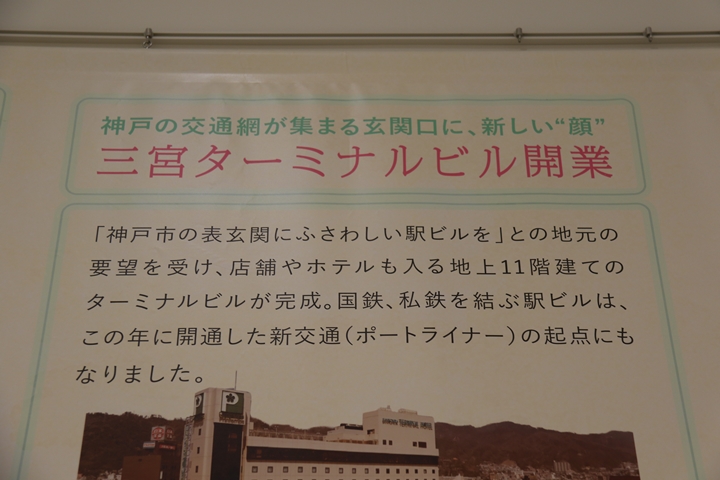 神戸の交通網が集まる玄関口に、新しい“顔”
三宮ターミナルビル開業
「神戸市の表玄関にふさわしい駅ビルを」との地元の
要望を受け、店舗やホテルも入る地上11階建ての
ターミナルビルが完成。国鉄、私鉄を結ぶ駅ビルは、
この年に開通した新交通（ポートライナー）の起点にも
なりました。